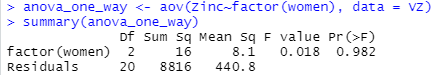 > anova_one_way <- aov(Zinc~factor(women), data = VZ)
> summary(anova_one_way)
              Df Sum Sq Mean Sq F value Pr(>F)
factor(women)  2     16     8.1   0.018  0.982
Residuals     20   8816   440.8